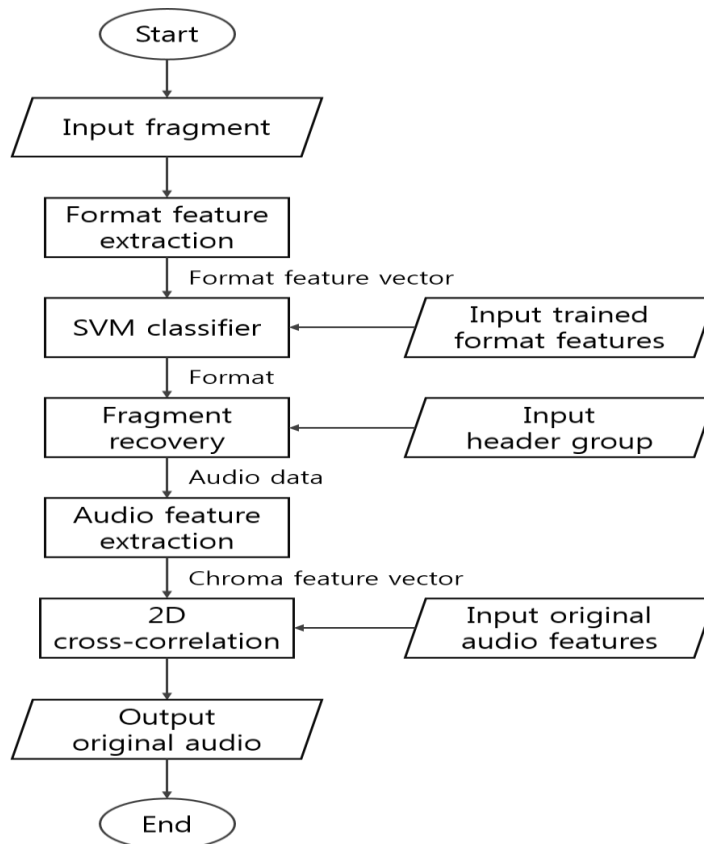 Start
Input fragment
Format feature
extraction
Format feature vector
SVM classifier
Input trained
format features
Format
Fragment
recovery
Input
header group
Audio data
Audio feature
extraction
Chroma feature vector
2D
cross-correlation
Input original
audio features
Output
original audio
End